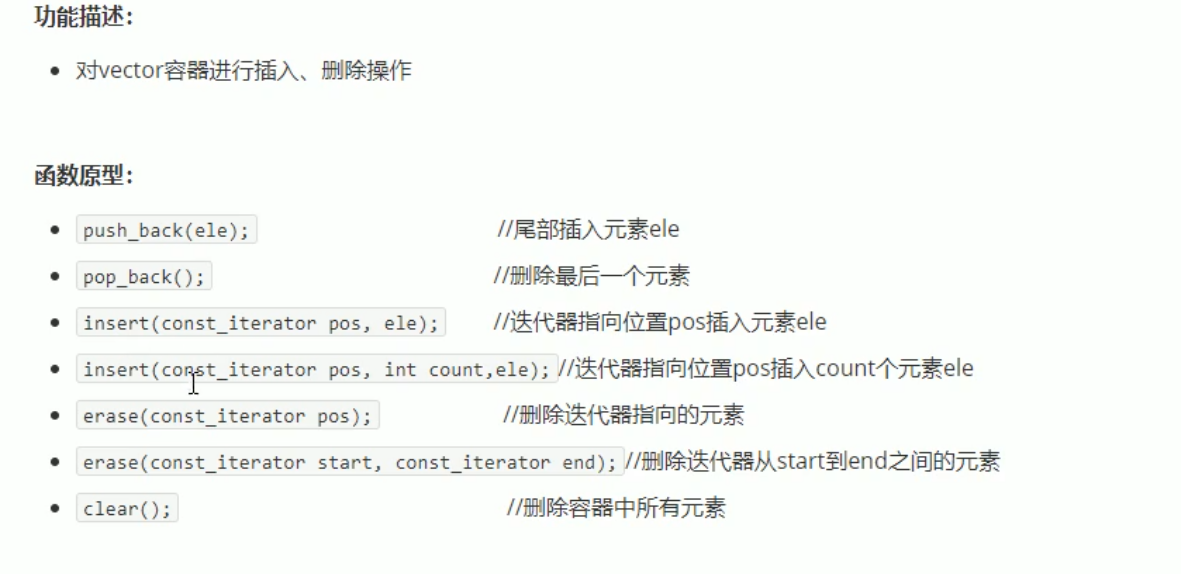 功能描述：
对vector容器进行插入、删除操作
函数原型：
push_back(ele); //尾部插入元素ele
pop_back(); //删除最后一个元素
insert(const_iterator pos, ele); //迭代器指向位置pos插入元素ele
insert(const_iterator pos, int count,ele);//迭代器指向位置pos插入count个元素ele
erase(const_iterator pos); //删除迭代器指向的元素
erase(const_iterator start, const_iterator end);//删除迭代器从start到end之间的元素
clear(); //删除容器中所有元素